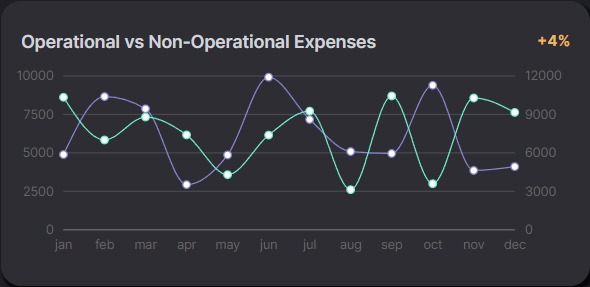 Operational vs Non-Operational Expenses +4%
10000 12000
7500 9000
5000 6000
2500 3000
0 0
jan feb mar apr may jun jul aug sep oct nov dec